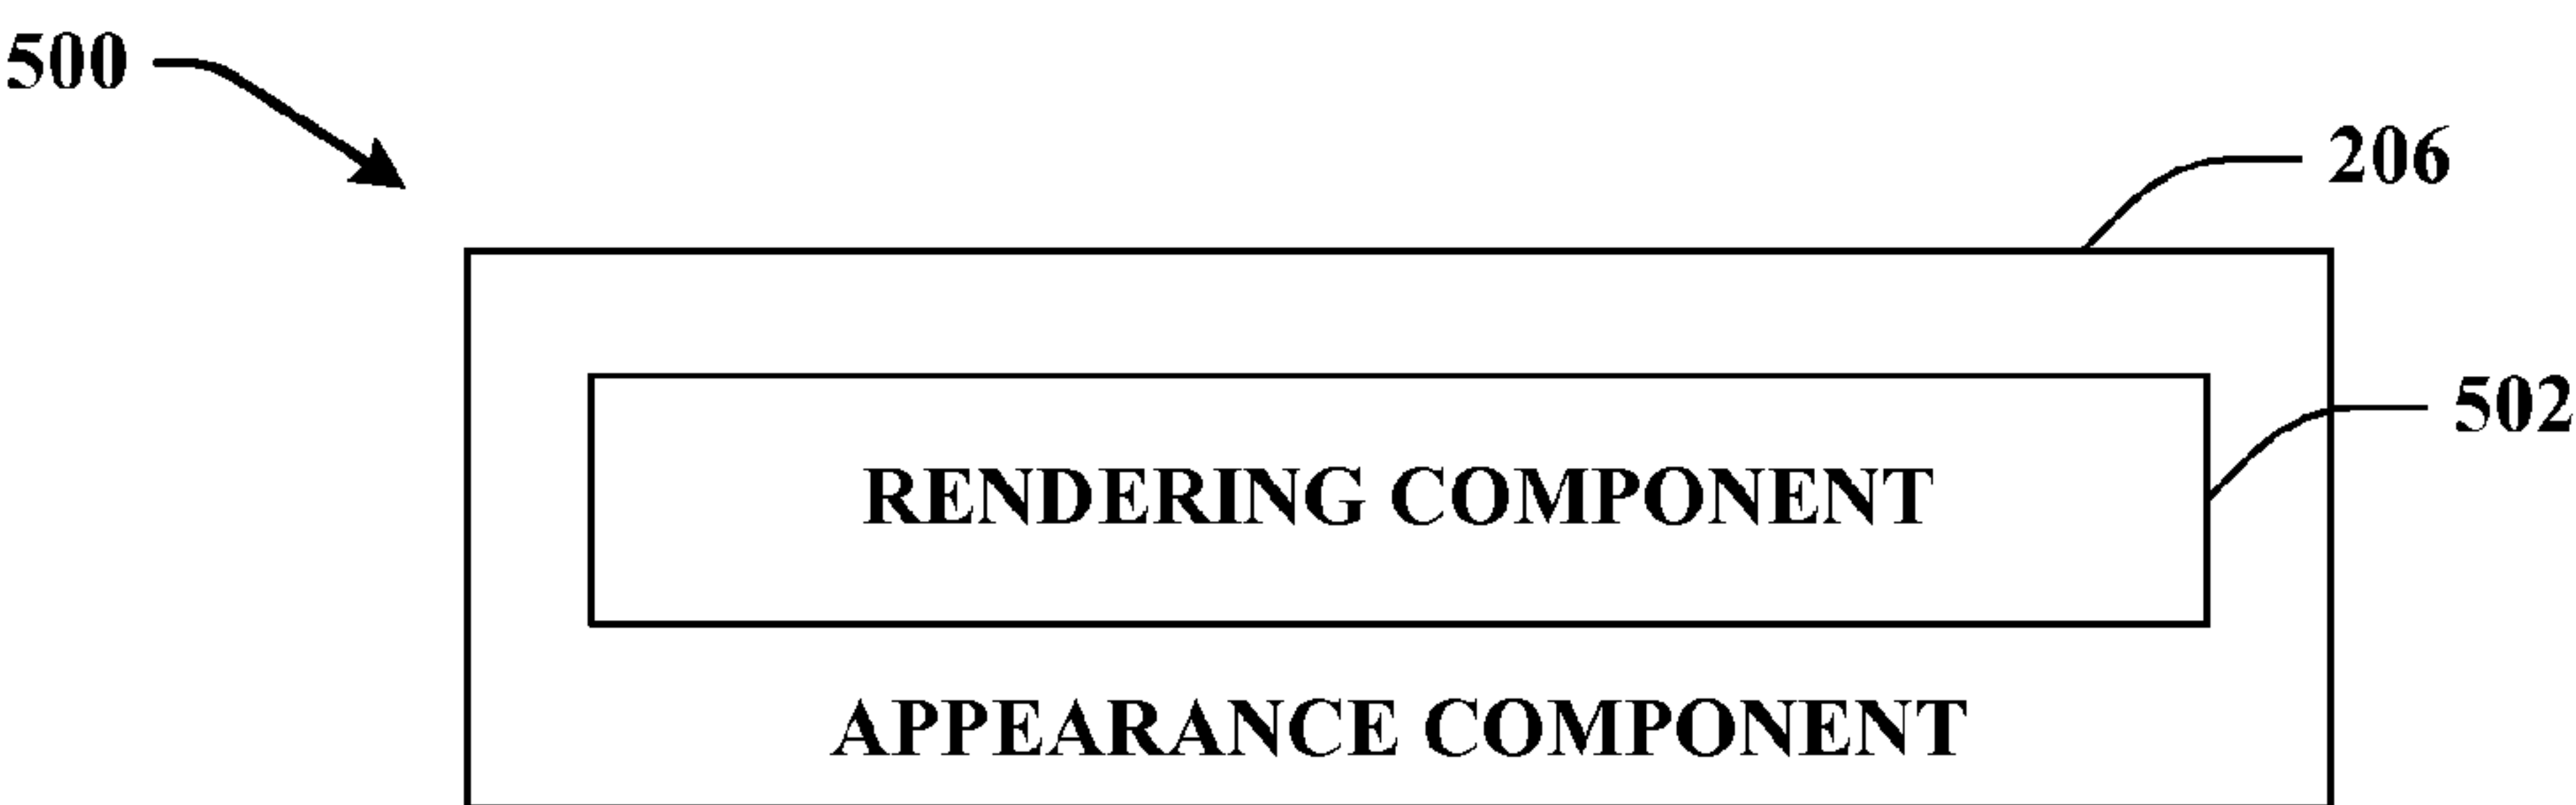 500
206
502
RENDERING COMPONENT
APPEARANCE COMPONENT